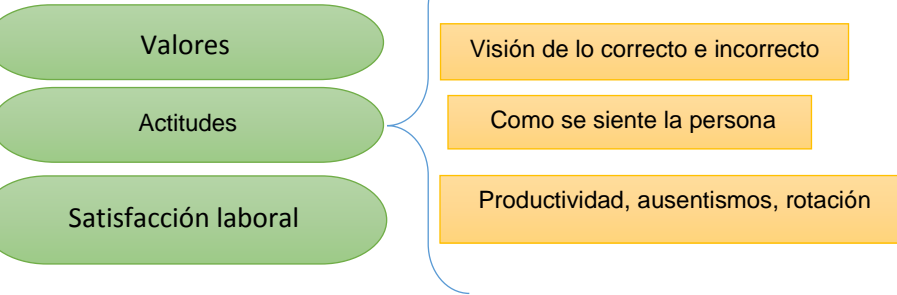 Valores
Visión de lo correcto e incorrecto
Actitudes
Como se siente la persona
Satisfacción laboral
Productividad, ausentismos, rotación